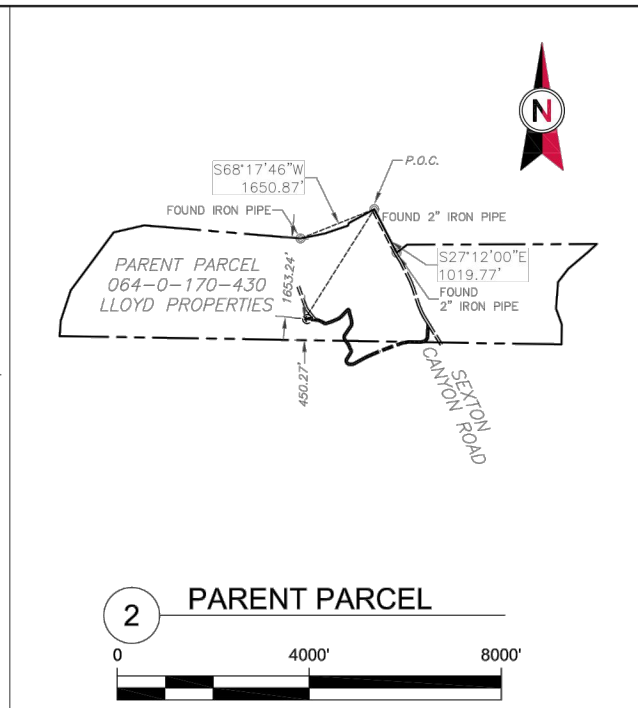 N
P.O.C.
S68°17'46"W
1650.87'
FOUND IRON PIPE
FOUND 2" IRON PIPE
S27°12'00"E
1019.77'
FOUND
2" IRON PIPE
PARENT PARCEL
064-0-170-430
LLOYD PROPERTIES
1653.24'
450.27'
SEXTON
CANYON ROAD
2
PARENT PARCEL
0
4000'
8000'